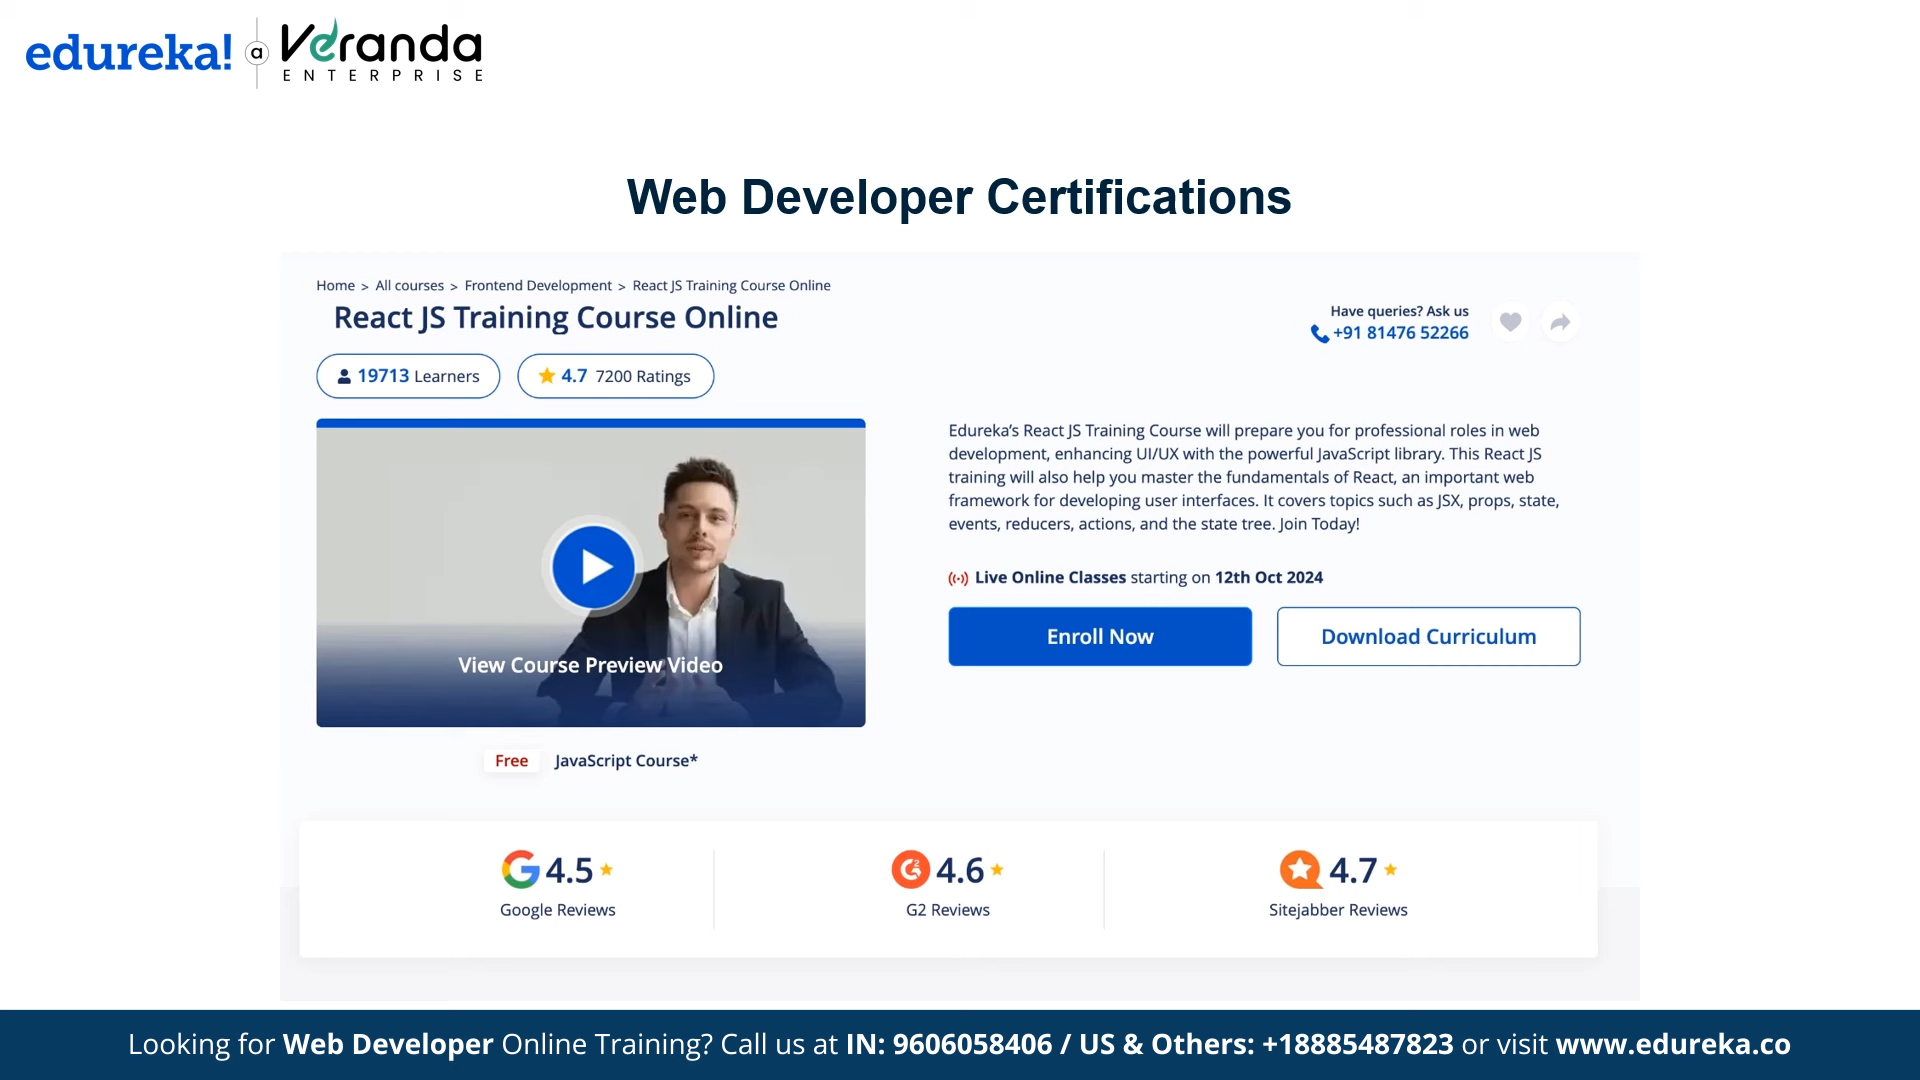 edureka! a Veranda
ENTERPRISE
Web Developer Certifications
Home > All courses > Frontend Development > React JS Training Course Online
React JS Training Course Online
Have queries? Ask us
+91 81476 52266
19713 Learners
4.7 7200 Ratings
View Course Preview Video
Free JavaScript Course*
Edureka’s React JS Training Course will prepare you for professional roles in web
development, enhancing UI/UX with the powerful JavaScript library. This React JS
training will also help you master the fundamentals of React, an important web
framework for developing user interfaces. It covers topics such as JSX, props, state,
events, reducers, actions, and the state tree. Join Today!
Live Online Classes starting on 12th Oct 2024
Enroll Now
Download Curriculum
4.5
Google Reviews
4.6
G2 Reviews
4.7
Sitejabber Reviews
Looking for Web Developer Online Training? Call us at IN: 9606058406 / US & Others: +18885487823 or visit www.edureka.co